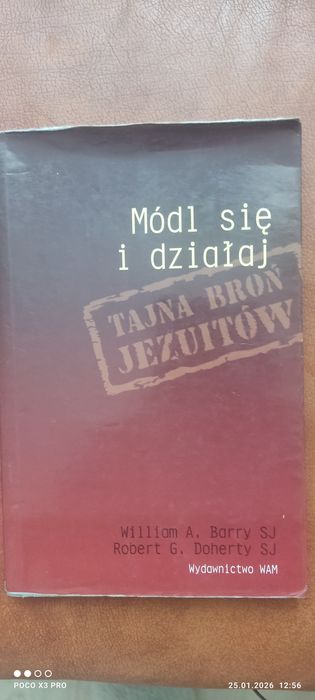 Módl się
i działaj
TAJNA BROŃ
JEZUITÓW
William A. Barry SJ
Robert G. Doherty SJ
Wydawnictwo WAM
POCO X3 PRO
25.01.2026 12:56